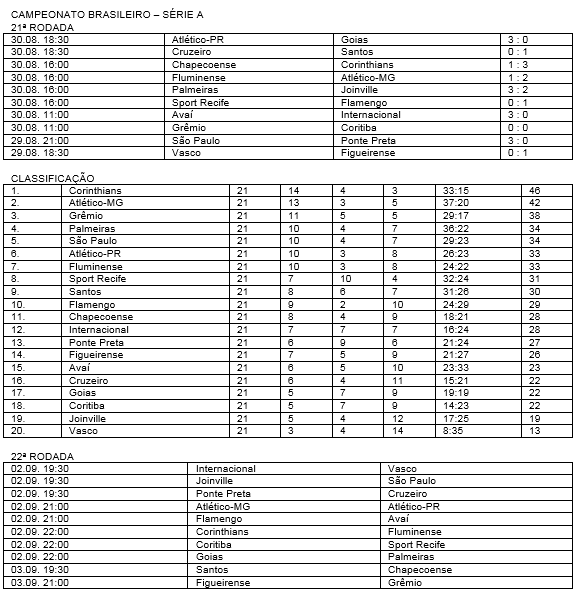 CAMPEONATO BRASILEIRO – SÉRIE A
21ª RODADA
30.08. 18:30 Atlético-PR Goias 3 : 0
30.08. 18:30 Cruzeiro Santos 0 : 1
30.08. 16:00 Chapecoense Corinthians 1 : 3
30.08. 16:00 Fluminense Atlético-MG 1 : 2
30.08. 16:00 Palmeiras Joinville 3 : 2
30.08. 16:00 Sport Recife Flamengo 0 : 1
30.08. 11:00 Avaí Internacional 3 : 0
30.08. 11:00 Grêmio Coritiba 0 : 0
29.08. 21:00 São Paulo Ponte Preta 3 : 0
29.08. 18:30 Vasco Figueirense 0 : 1
CLASSIFICAÇÃO
1. Corinthians 21 14 4 3 33:15 46
2. Atlético-MG 21 13 3 5 37:20 42
3. Grêmio 21 11 5 5 29:17 38
4. Palmeiras 21 10 4 7 36:22 34
5. São Paulo 21 10 4 7 29:23 34
6. Atlético-PR 21 10 3 8 26:23 33
7. Fluminense 21 10 3 8 24:22 33
8. Sport Recife 21 7 10 4 32:24 31
9. Santos 21 8 6 7 31:26 30
10. Flamengo 21 9 2 10 24:29 29
11. Chapecoense 21 8 4 9 18:21 28
12. Internacional 21 7 7 7 16:24 28
13. Ponte Preta 21 6 9 6 21:24 27
14. Figueirense 21 7 5 9 21:27 26
15. Avaí 21 6 5 10 23:33 23
16. Cruzeiro 21 6 4 11 15:21 22
17. Goias 21 5 7 9 19:19 22
18. Coritiba 21 5 7 9 14:23 22
19. Joinville 21 5 4 12 17:25 19
20. Vasco 21 3 4 14 8:35 13
22ª RODADA
02.09. 19:30 Internacional Vasco
02.09. 19:30 Joinville São Paulo
02.09. 19:30 Ponte Preta Cruzeiro
02.09. 21:00 Atlético-MG Atlético-PR
02.09. 21:00 Flamengo Avaí
02.09. 22:00 Corinthians Fluminense
02.09. 22:00 Coritiba Sport Recife
02.09. 22:00 Goias Palmeiras
03.09. 19:30 Santos Chapecoense
03.09. 21:00 Figueirense Grêmio